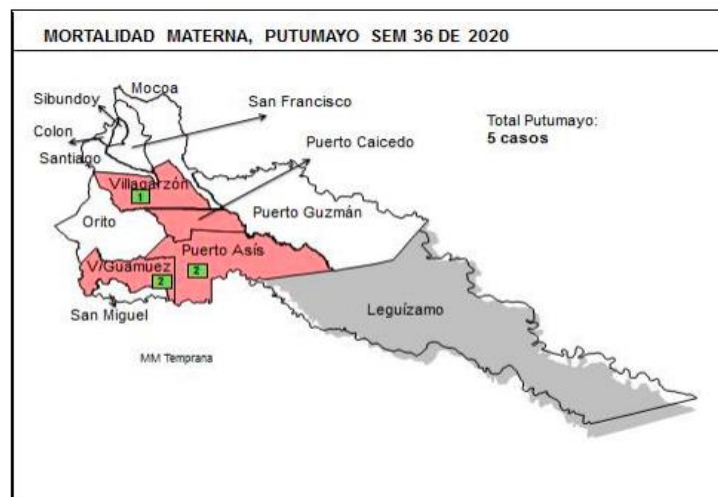 MORTALIDAD MATERNA, PUTUMAYO SEM 36 DE 2020
Mocoa
Sibundoy
San Francisco
Colon
Santiago
Puerto Caicedo
Total Putumayo:
5 casos
Villagarzón
1
Orito
Puerto Guzmán
Puerto Asís
V/Guamuez
2
2
San Miguel
Leguízamo
MM Temprana